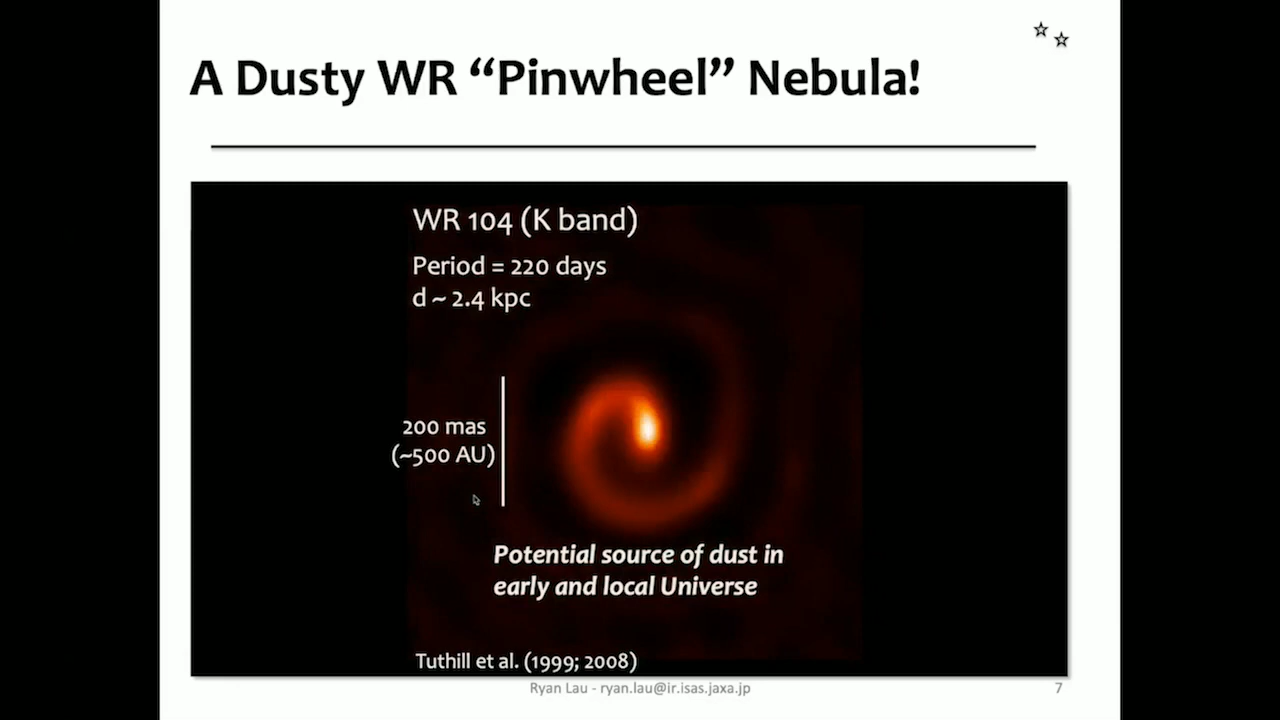 A Dusty WR “Pinwheel” Nebula!
WR 104 (K band)
Period = 220 days
d ~ 2.4 kpc
200 mas
(~500 AU)
Potential source of dust in
early and local Universe
Tuthill et al. (1999; 2008)
Ryan Lau - ryan.lau@ir.isas.jaxa.jp
7